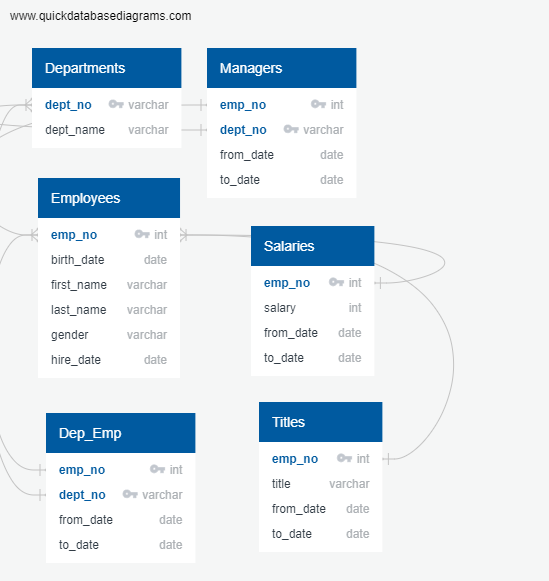 www.quickdatabasediagrams.com
Departments
dept_no varchar
dept_name varchar
Managers
emp_no int
dept_no varchar
from_date date
to_date date
Employees
emp_no int
birth_date date
first_name varchar
last_name varchar
gender varchar
hire_date date
Salaries
emp_no int
salary int
from_date date
to_date date
Dep_Emp
emp_no int
dept_no varchar
from_date date
to_date date
Titles
emp_no int
title varchar
from_date date
to_date date